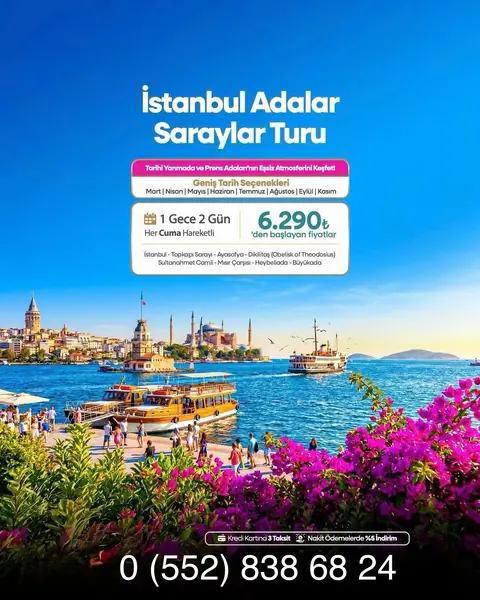 İstanbul Adalar
Saraylar Turu
Tarihi Yarımada ve Prens Adaları'nın Eşsiz Atmosferini Keşfet!
Geniş Tarih Seçenekleri
Mart | Nisan | Mayıs | Haziran | Temmuz | Ağustos | Eylül | Kasım
1 Gece 2 Gün
Her Cuma Hareketli
6.290₺
'den başlayan fiyatlar
İstanbul - Topkapı Sarayı - Ayasofya - Dikilitaş (Obelisk of Theodosius)
Sultanahmet Camii - Mısır Çarşısı - Heybeliada - Büyükada
Kredi Kartına 3 Taksit
Nakit Ödemelerde %5 İndirim
0 (552) 838 68 24